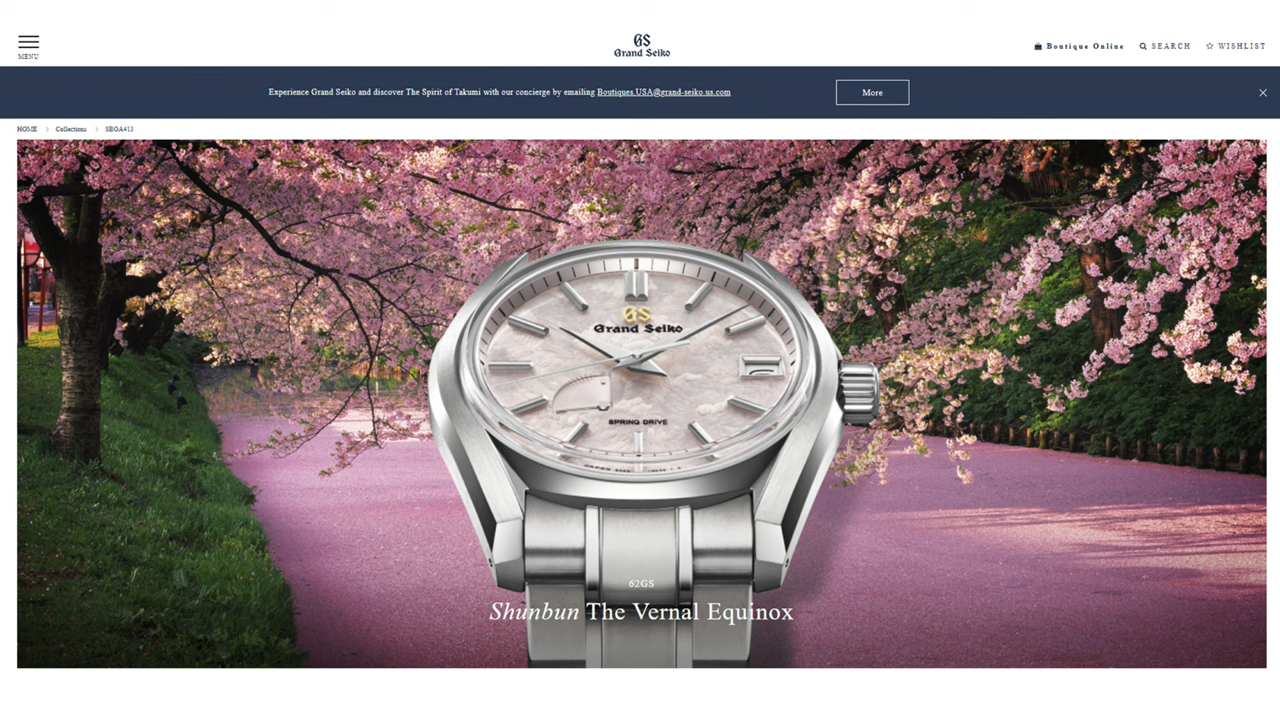 MENU
GS
Grand Seiko
Boutique Online
SEARCH
WISHLIST
Experience Grand Seiko and discover The Spirit of Takumi with our concierge by emailing Boutiques.USA@grand-seiko.us.com
More
HOME > Collections > SBGA413
GS
Grand Seiko
SPRING DRIVE
JAPAN
62GS
Shunbun The Vernal Equinox